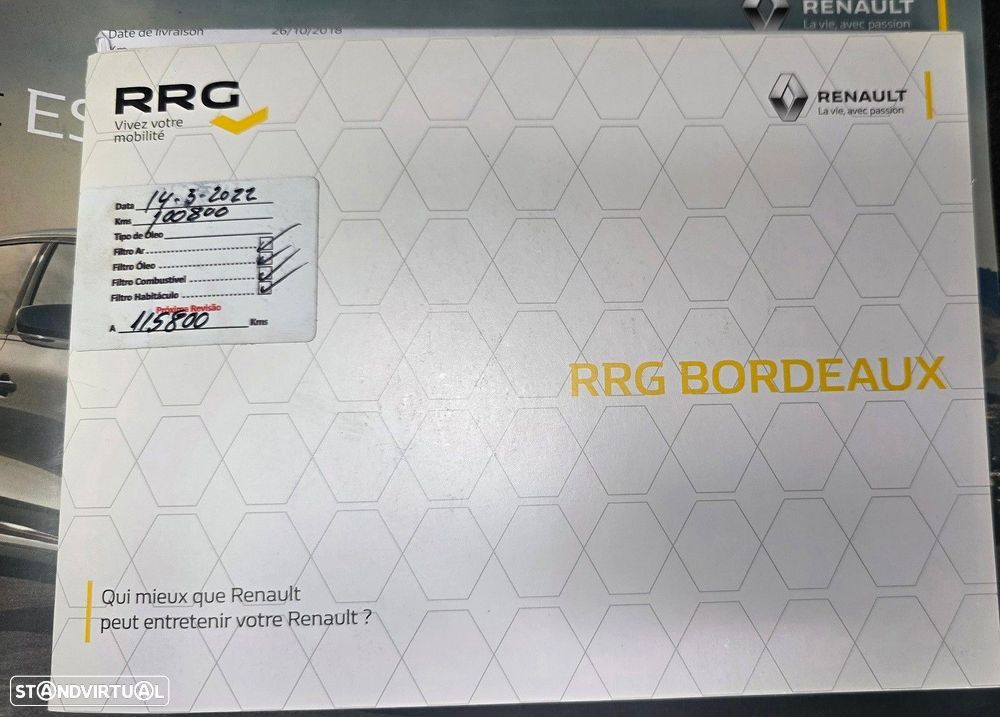 RENAULT
La vie, avec passion
Date de livraison 26/10/2018
ES
RRG
Vivez votre
mobilité
RENAULT
La vie, avec passion
Data 14-3-2022
Kms 100800
Tipo de Óleo
Filtro Ar
Filtro Óleo
Filtro Combustível
Filtro Habitáculo
Próxima Revisão
A 115800 Kms
RRG BORDEAUX
Qui mieux que Renault
peut entretenir votre Renault ?
STANDVIRTUAL